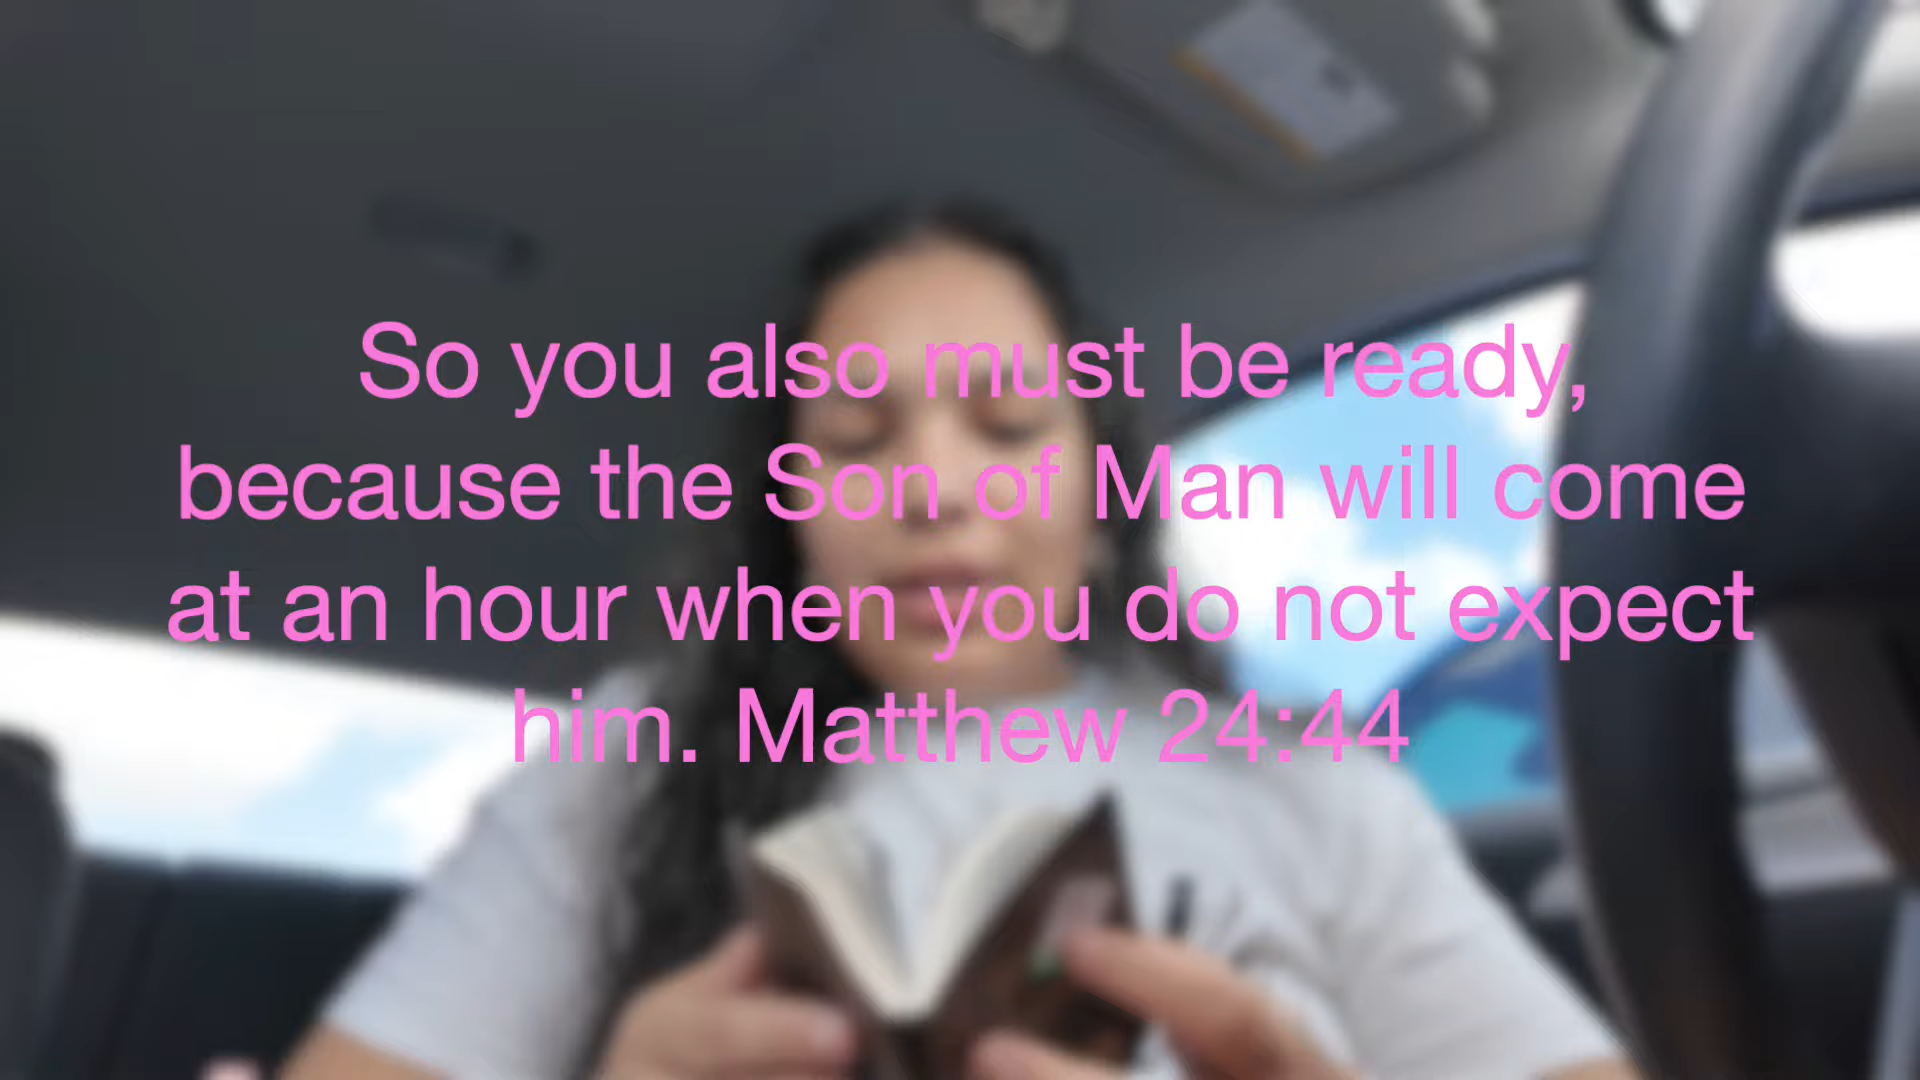 So you also must be ready,
because the Son of Man will come
at an hour when you do not expect
him. Matthew 24:44